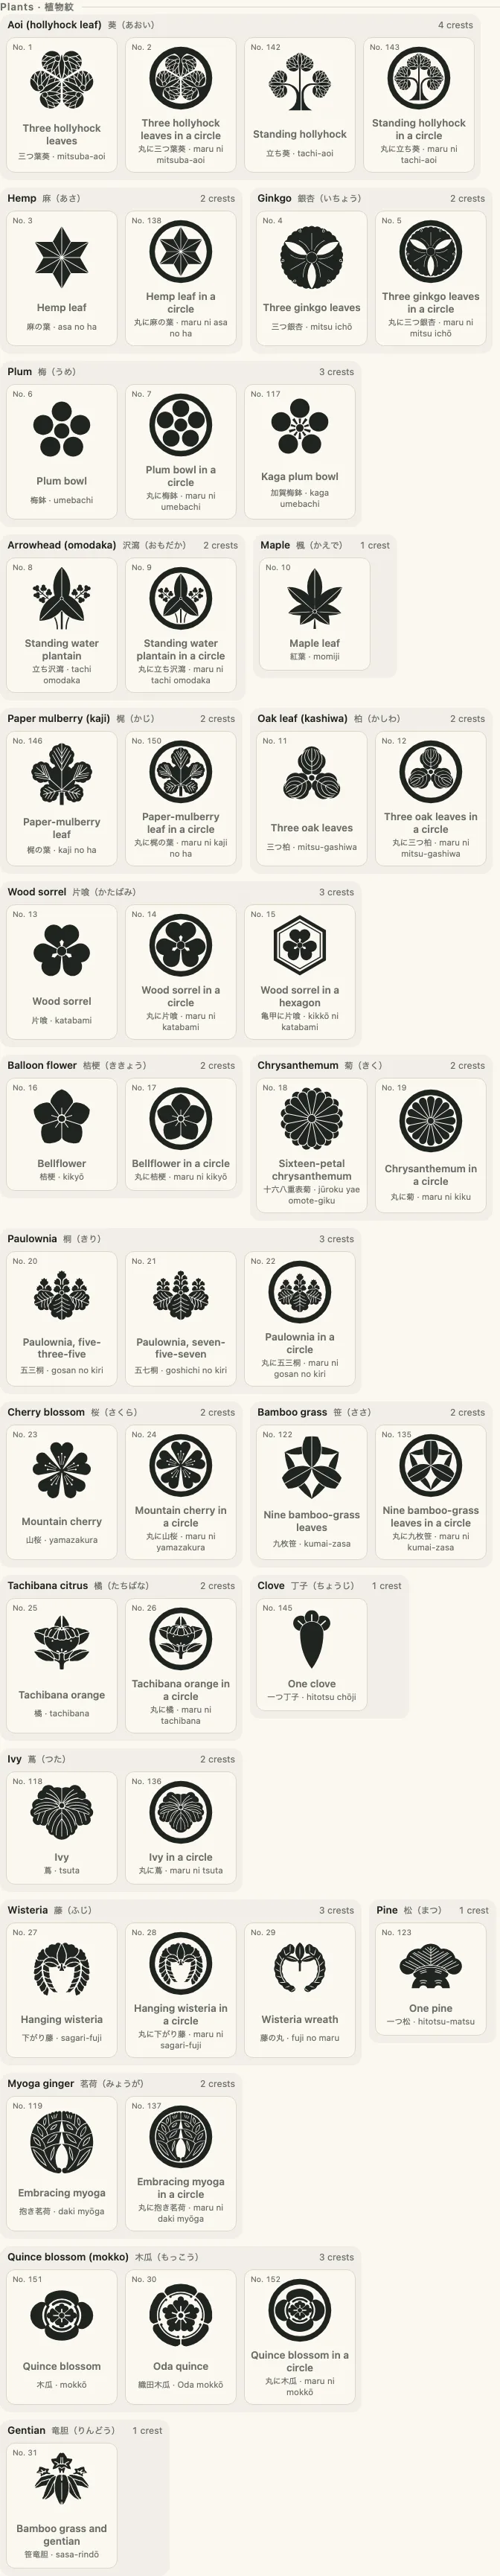 Plants · 植物紋
Aoi (hollyhock leaf) 葵（あおい） 4 crests
No. 1
Three hollyhock
leaves
三つ葉葵 · mitsuba-aoi
No. 2
Three hollyhock
leaves in a circle
丸に三つ葉葵 · maru ni
mitsuba-aoi
No. 142
Standing hollyhock
立ち葵 · tachi-aoi
No. 143
Standing hollyhock
in a circle
丸に立ち葵 · maru ni
tachi-aoi
Hemp 麻（あさ） 2 crests
No. 3
Hemp leaf
麻の葉 · asa no ha
No. 138
Hemp leaf in a
circle
丸に麻の葉 · maru ni asa
no ha
Ginkgo 銀杏（いちょう） 2 crests
No. 4
Three ginkgo leaves
三つ銀杏 · mitsu ichō
No. 5
Three ginkgo leaves
in a circle
丸に三つ銀杏 · maru ni
mitsu ichō
Plum 梅（うめ） 3 crests
No. 6
Plum bowl
梅鉢 · umebachi
No. 7
Plum bowl in a
circle
丸に梅鉢 · maru ni
umebachi
No. 117
Kaga plum bowl
加賀梅鉢 · kaga
umebachi
Arrowhead (omodaka) 沢瀉（おもだか） 2 crests
No. 8
Standing water
plantain
立ち沢瀉 · tachi
omodaka
No. 9
Standing water
plantain in a circle
丸に立ち沢瀉 · maru ni
tachi omodaka
Maple 楓（かえで） 1 crest
No. 10
Maple leaf
紅葉 · momiji
Paper mulberry (kaji) 梶（かじ） 2 crests
No. 146
Paper-mulberry
leaf
梶の葉 · kaji no ha
No. 150
Paper-mulberry
leaf in a circle
丸に梶の葉 · maru ni kaji
no ha
Oak leaf (kashiwa) 柏（かしわ） 2 crests
No. 11
Three oak leaves
三つ柏 · mitsu-gashiwa
No. 12
Three oak leaves in
a circle
丸に三つ柏 · maru ni
mitsu-gashiwa
Wood sorrel 片喰（かたばみ） 3 crests
No. 13
Wood sorrel
片喰 · katabami
No. 14
Wood sorrel in a
circle
丸に片喰 · maru ni
katabami
No. 15
Wood sorrel in a
hexagon
亀甲に片喰 · kikkō ni
katabami
Balloon flower 桔梗（ききょう） 2 crests
No. 16
Bellflower
桔梗 · kikyō
No. 17
Bellflower in a circle
丸に桔梗 · maru ni kikyō
Chrysanthemum 菊（きく） 2 crests
No. 18
Sixteen-petal
chrysanthemum
十六八重表菊 · jūroku yae
omote-giku
No. 19
Chrysanthemum in
a circle
丸に菊 · maru ni kiku
Paulownia 桐（きり） 3 crests
No. 20
Paulownia, five-
three-five
五三桐 · gosan no kiri
No. 21
Paulownia, seven-
five-seven
五七桐 · goshichi no kiri
No. 22
Paulownia in a
circle
丸に五三桐 · maru ni
gosan no kiri
Cherry blossom 桜（さくら） 2 crests
No. 23
Mountain cherry
山桜 · yamazakura
No. 24
Mountain cherry in
a circle
丸に山桜 · maru ni
yamazakura
Bamboo grass 笹（ささ） 2 crests
No. 122
Nine bamboo-grass
leaves
九枚笹 · kumai-zasa
No. 135
Nine bamboo-grass
leaves in a circle
丸に九枚笹 · maru ni
kumai-zasa
Tachibana citrus 橘（たちばな） 2 crests
No. 25
Tachibana orange
橘 · tachibana
No. 26
Tachibana orange in
a circle
丸に橘 · maru ni
tachibana
Clove 丁子（ちょうじ） 1 crest
No. 145
One clove
一つ丁子 · hitotsu chōji
Ivy 蔦（つた） 2 crests
No. 118
Ivy
蔦 · tsuta
No. 136
Ivy in a circle
丸に蔦 · maru ni tsuta
Wisteria 藤（ふじ） 3 crests
No. 27
Hanging wisteria
下がり藤 · sagari-fuji
No. 28
Hanging wisteria in
a circle
丸に下がり藤 · maru ni
sagari-fuji
No. 29
Wisteria wreath
藤の丸 · fuji no maru
Pine 松（まつ） 1 crest
No. 123
One pine
一つ松 · hitotsu-matsu
Myoga ginger 茗荷（みょうが） 2 crests
No. 119
Embracing myoga
抱き茗荷 · daki myōga
No. 137
Embracing myoga
in a circle
丸に抱き茗荷 · maru ni
daki myōga
Quince blossom (mokko) 木瓜（もっこう） 3 crests
No. 151
Quince blossom
木瓜 · mokkō
No. 30
Oda quince
織田木瓜 · Oda mokkō
No. 152
Quince blossom in a
circle
丸に木瓜 · maru ni
mokkō
Gentian 竜胆（りんどう） 1 crest
No. 31
Bamboo grass and
gentian
笹竜胆 · sasa-rindō